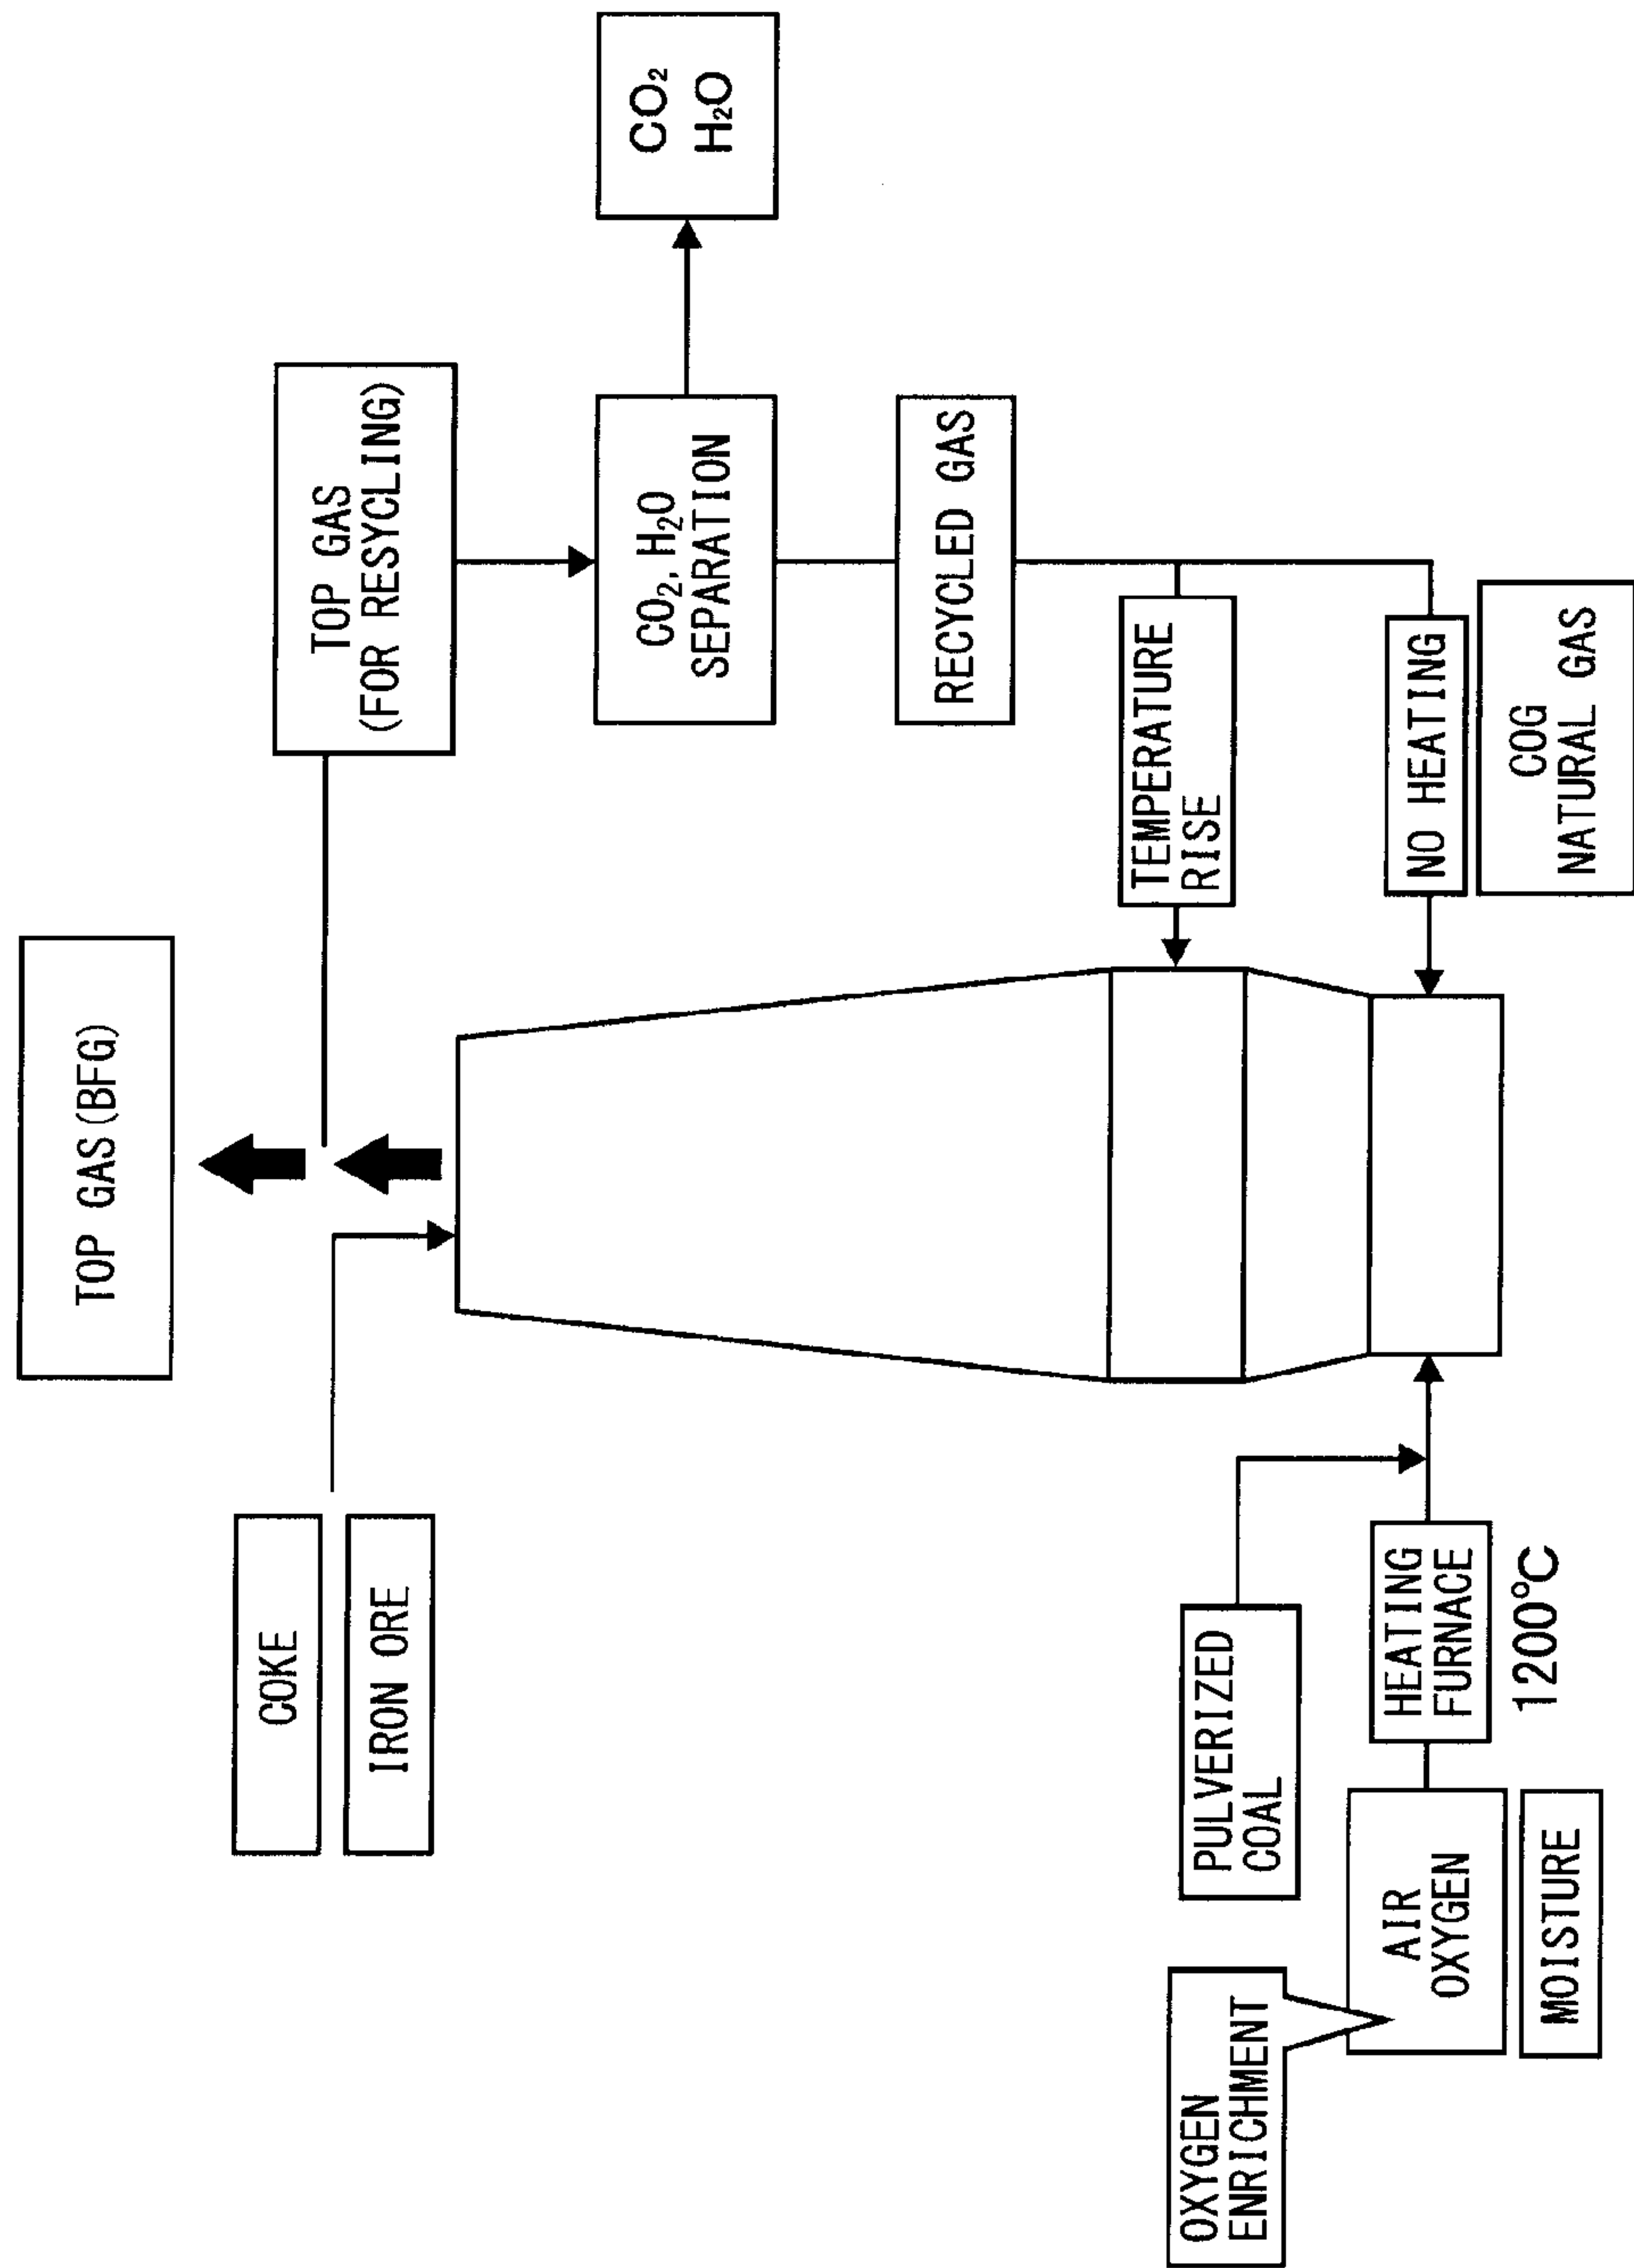 TOP GAS(BFG)
COKE
IRON ORE
TOP GAS
(FOR RESYCLING)
CO₂, H₂O
SEPARATION
CO₂
H₂O
RECYCLED GAS
TEMPERATURE
RISE
NO HEATING
COG
NATURAL GAS
PULVERIZED
COAL
HEATING
FURNACE
1200℃
OXYGEN
ENRICHMENT
AIR
OXYGEN
MOISTURE